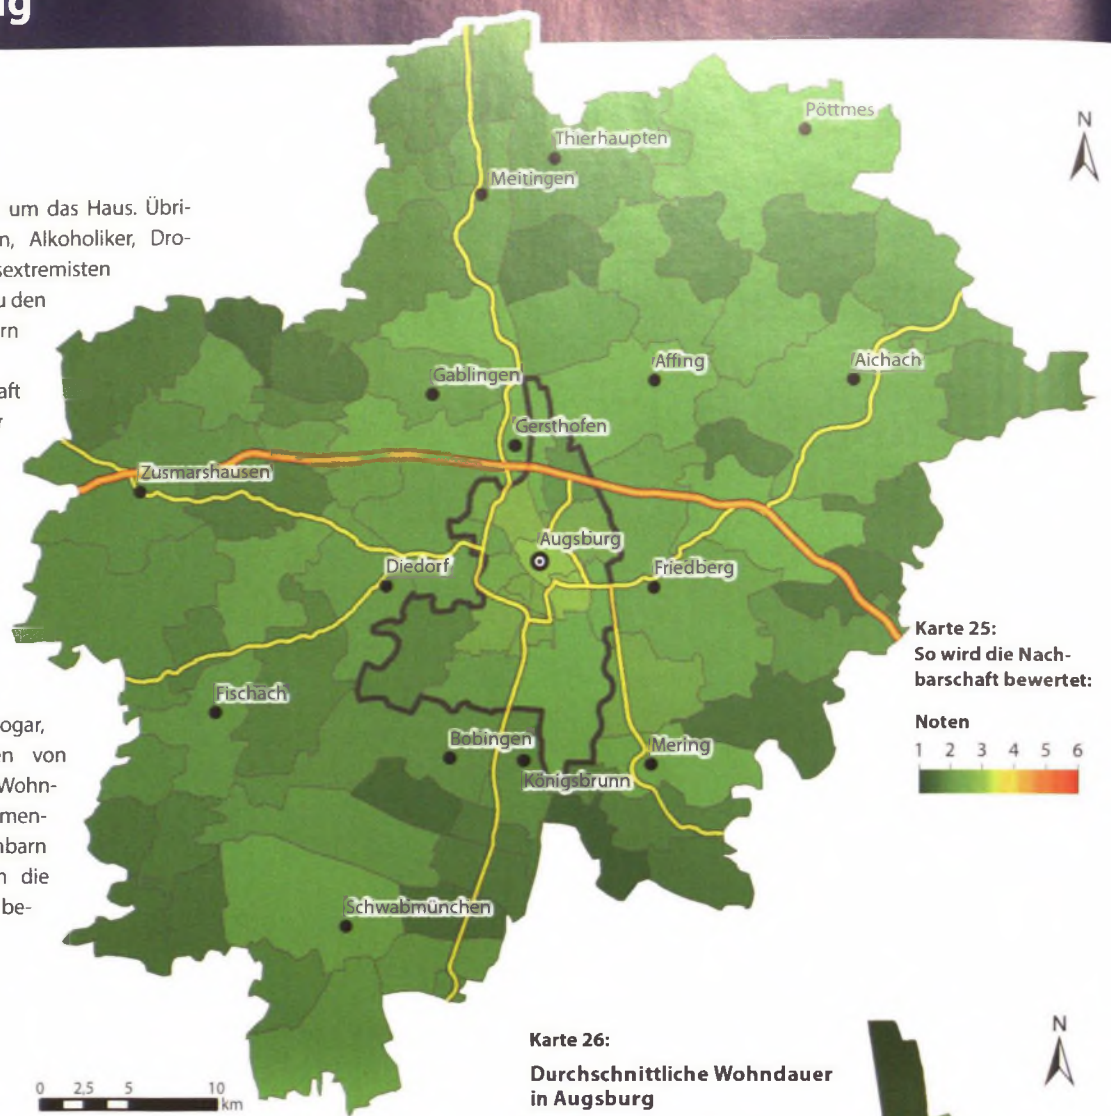 um das Haus. Übri-
n, Alkoholiker, Dro-
sextremisten
u den
rn
aft
ogar,
en von
Wohn-
men-
nbarn
n die
be-
Pöttmes
Thierhaupten
Meitingen
Affing
Aichach
Gablingen
Gersthofen
Zusmarshausen
Augsburg
Diedorf
Friedberg
Fischach
Bobingen
Mering
Königsbrunn
Schwabmünchen
N
Karte 25:
So wird die Nach-
barschaft bewertet:
Noten
1 2 3 4 5 6
0 2,5 5 10
km
Karte 26:
Durchschnittliche Wohndauer
in Augsburg
N